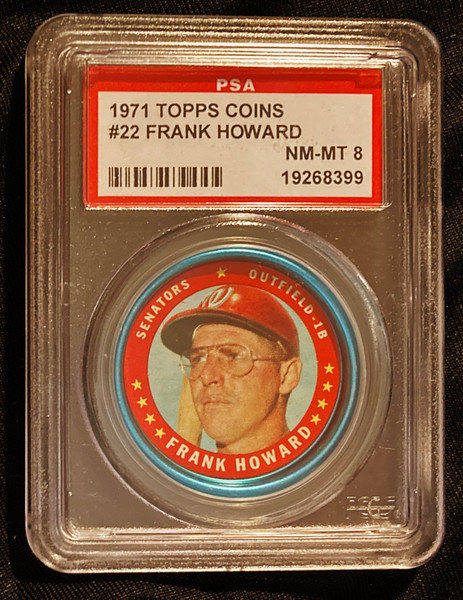 PSA
1971 TOPPS COINS
#22 FRANK HOWARD
NM-MT 8
19268399
SENATORS ★ OUTFIELD-1B
FRANK HOWARD